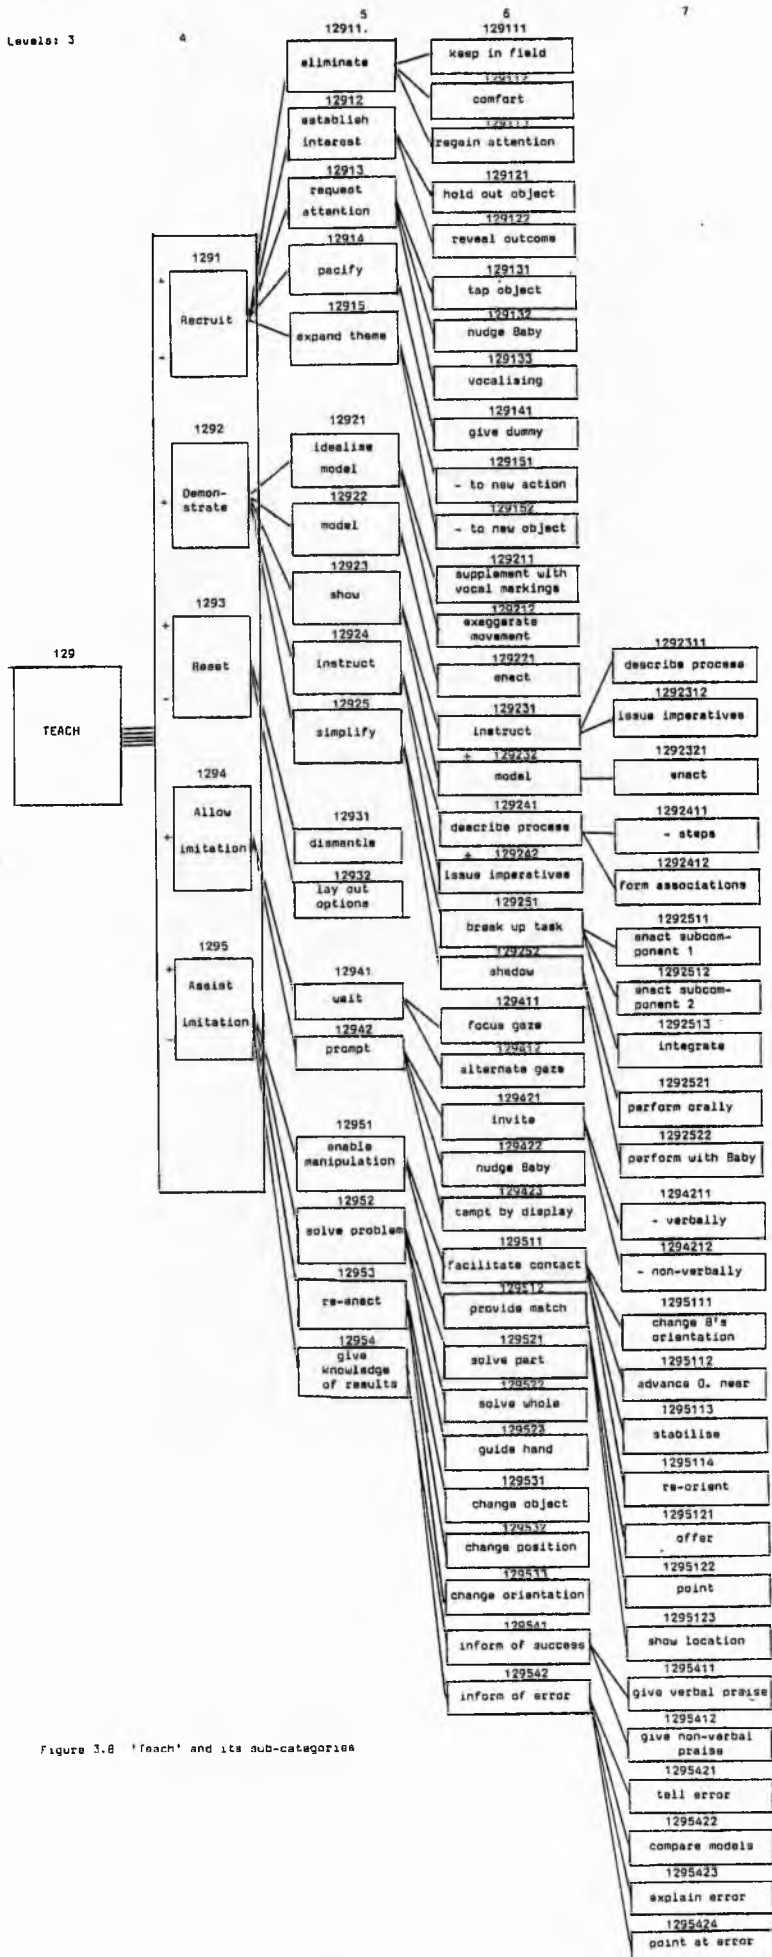 Levels: 3
4
5
6
7
129
TEACH
1291
+
Recruit
-
1292
+
Demon-
strate
1293
+
Reset
-
1294
Allow
+
imitation
1295
+
Assist
imitation
-
12911.
eliminate
12912
establish
interest
12913
request
attention
12914
pacify
12915
expand theme
12921
idealise
model
12922
model
12923
show
12924
instruct
12925
simplify
12931
dismantle
12932
lay out
options
12941
wait
12942
prompt
12951
enable
manipulation
12952
solve problem
12953
re-enact
12954
give
knowledge
of results
129111
keep in field
129112
comfort
129113
regain attention
129121
hold out object
129122
reveal outcome
129131
tap object
129132
nudge Baby
129133
vocalising
129141
give dummy
129151
- to new action
129152
- to new object
129211
supplement with
vocal markings
129212
exaggerate
movement
129221
enact
129231
instruct
+ 129232
model
129241
describe process
+ 129242
issue imperatives
129251
break up task
129252
shadow
129411
focus gaze
129412
alternate gaze
129421
invite
129422
nudge Baby
129423
tempt by display
129511
facilitate contact
129512
provide match
129521
solve part
129522
solve whole
129523
guide hand
129531
change object
129532
change position
129533
change orientation
129541
inform of success
129542
inform of error
1292311
describe process
1292312
issue imperatives
1292321
enact
1292411
- steps
1292412
form associations
1292511
enact subcom-
ponent 1
1292512
enact subcom-
ponent 2
1292513
integrate
1292521
perform orally
1292522
perform with Baby
1294211
- verbally
1294212
- non-verbally
1295111
change B's
orientation
1295112
advance O. near
1295113
stabilise
1295114
re-orient
1295121
offer
1295122
point
1295123
show location
1295411
give verbal praise
1295412
give non-verbal
praise
1295421
tell error
1295422
compare models
1295423
explain error
1295424
point at error
Figure 3.8 'Teach' and its sub-categories